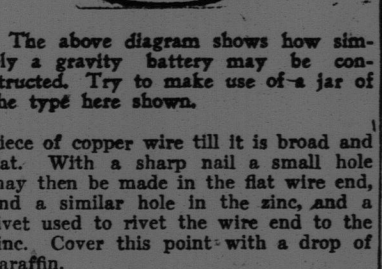 The above diagram shows how sim-
ly a gravity battery may be con-
tructed. Try to make use of a jar of
he type here shown.
iece of copper wire till it is broad and
at. With a sharp nail a small hole
nay then be made in the flat wire end,
nd a similar hole in the zinc, and a
ivet used to rivet the wire end to the
inc. Cover this point with a drop of
araffin.